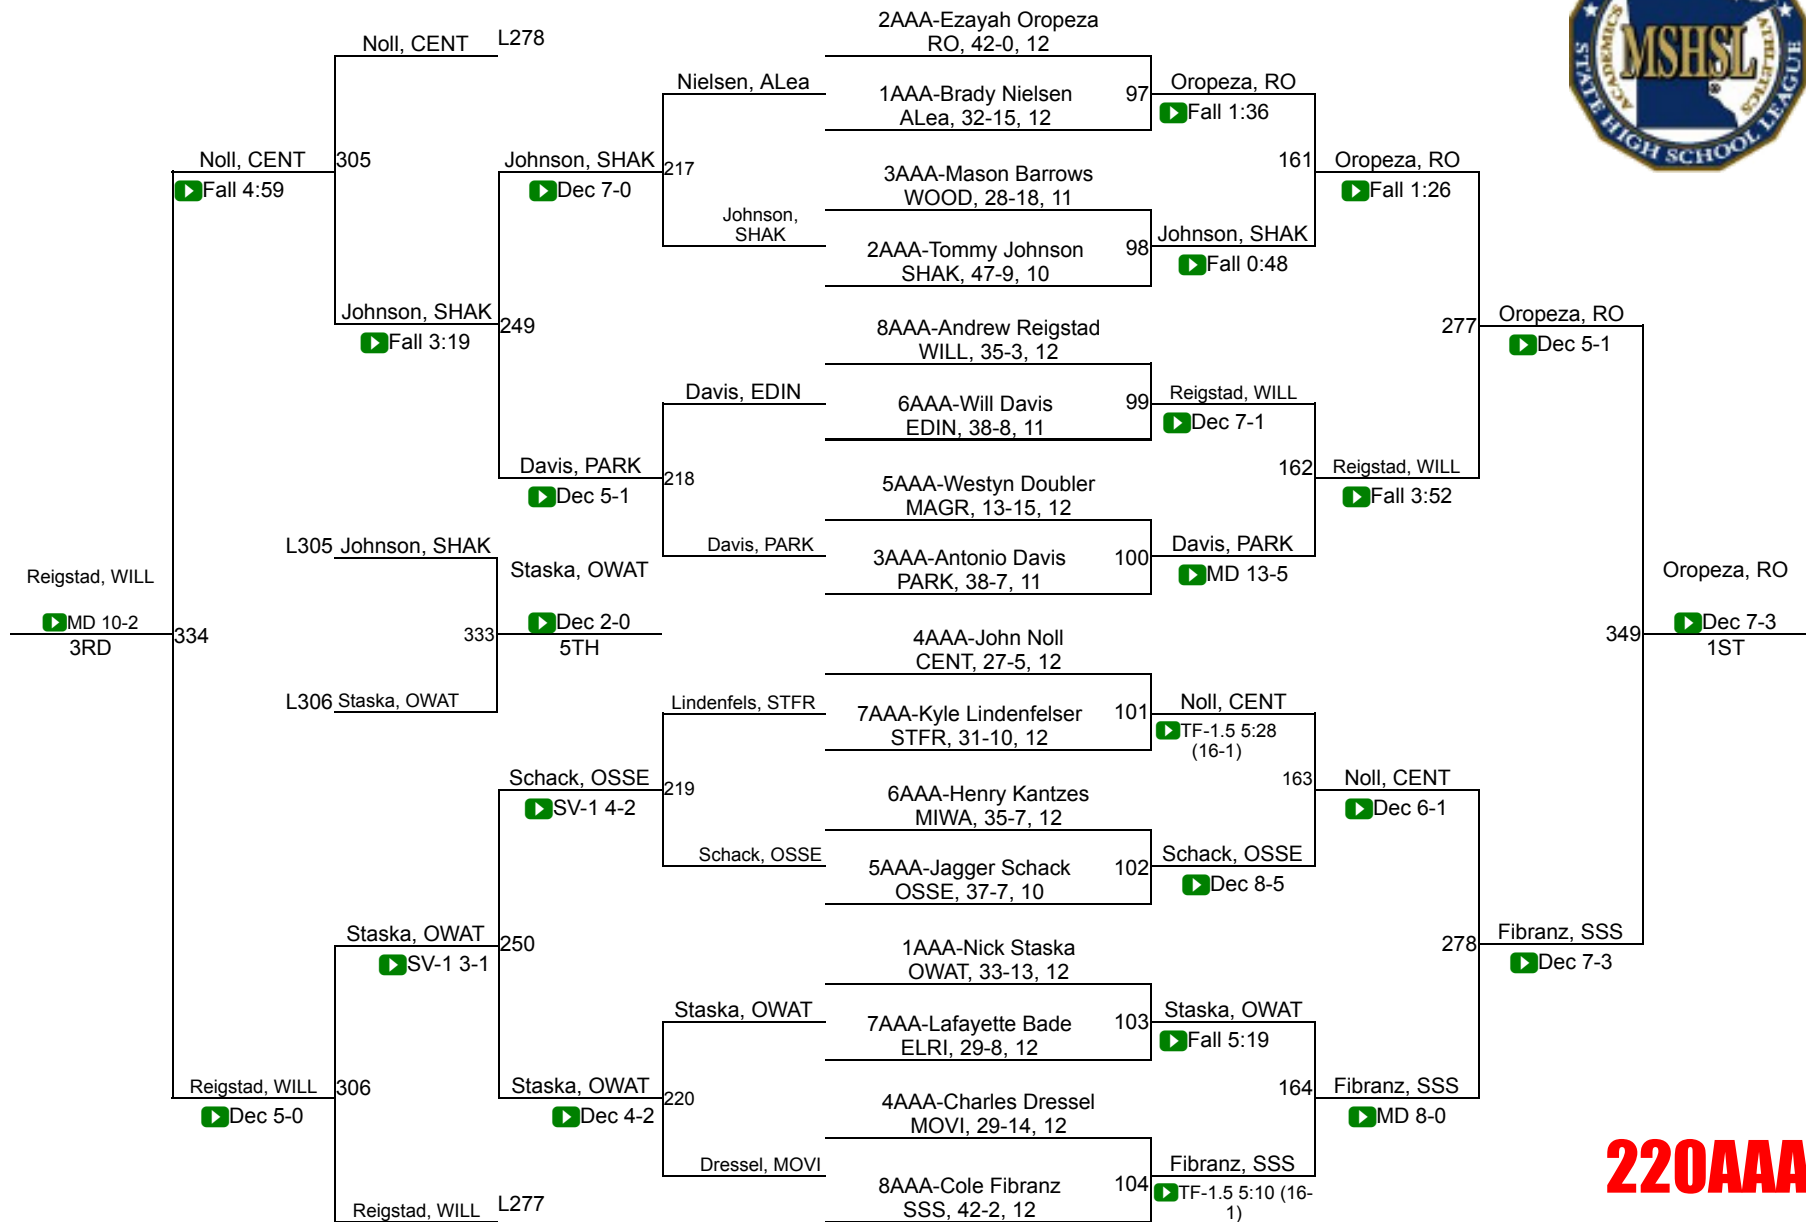 2AAA-Ezayah Oropeza
RO, 42-0, 12
Noll, CENT
L278
Nielsen, ALea
1AAA-Brady Nielsen
ALea, 32-15, 12
97
Oropeza, RO
Fall 1:36
Noll, CENT
Fall 4:59
305
Johnson, SHAK
Dec 7-0
217
3AAA-Mason Barrows
WOOD, 28-18, 11
161
Oropeza, RO
Fall 1:26
Johnson,
SHAK
2AAA-Tommy Johnson
SHAK, 47-9, 10
98
Johnson, SHAK
Fall 0:48
Johnson, SHAK
Fall 3:19
249
8AAA-Andrew Reigstad
WILL, 35-3, 12
277
Oropeza, RO
Dec 5-1
Davis, EDIN
6AAA-Will Davis
EDIN, 38-8, 11
99
Reigstad, WILL
Dec 7-1
Davis, PARK
Dec 5-1
218
5AAA-Westyn Doubler
MAGR, 13-15, 12
162
Reigstad, WILL
Fall 3:52
L305 Johnson, SHAK
Davis, PARK
3AAA-Antonio Davis
PARK, 38-7, 11
100
Davis, PARK
MD 13-5
Reigstad, WILL
MD 10-2
3RD
334
Staska, OWAT
333
Dec 2-0
5TH
4AAA-John Noll
CENT, 27-5, 12
349
Oropeza, RO
Dec 7-3
1ST
L306 Staska, OWAT
Lindenfels, STFR
7AAA-Kyle Lindenfelser
STFR, 31-10, 12
101
Noll, CENT
TF-1.5 5:28
(16-1)
Schack, OSSE
SV-1 4-2
219
6AAA-Henry Kantzes
MIWA, 35-7, 12
163
Noll, CENT
Dec 6-1
Schack, OSSE
5AAA-Jagger Schack
OSSE, 37-7, 10
102
Schack, OSSE
Dec 8-5
Staska, OWAT
SV-1 3-1
250
1AAA-Nick Staska
OWAT, 33-13, 12
278
Fibranz, SSS
Dec 7-3
Staska, OWAT
7AAA-Lafayette Bade
ELRI, 29-8, 12
103
Staska, OWAT
Fall 5:19
Reigstad, WILL
Dec 5-0
306
Staska, OWAT
Dec 4-2
220
4AAA-Charles Dressel
MOVI, 29-14, 12
164
Fibranz, SSS
MD 8-0
Dressel, MOVI
8AAA-Cole Fibranz
SSS, 42-2, 12
104
Fibranz, SSS
TF-1.5 5:10 (16-
1)
Reigstad, WILL
L277
220AAA
ACADEMICS
MSHSL
ATHLETICS
STATE HIGH SCHOOL LEAGUE